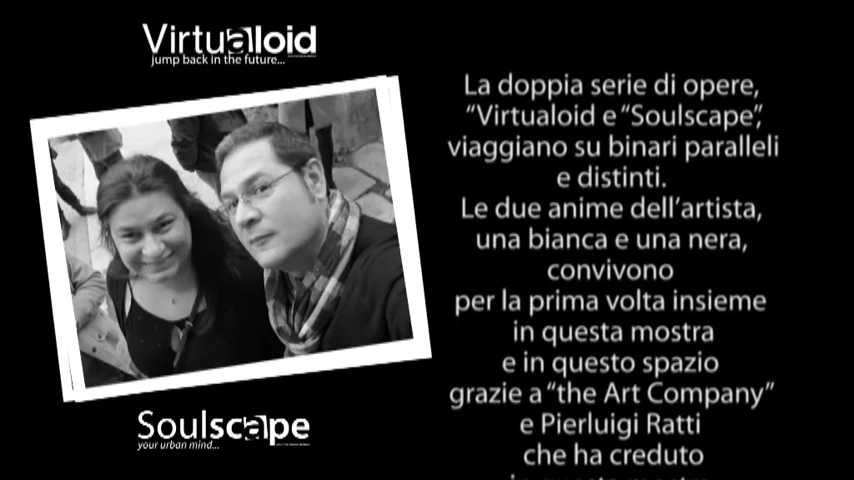 Virtualoid
jump back in the future...
La doppia serie di opere,
“Virtualoid e “Soulscape”,
viaggiano su binari paralleli
e distinti.
Le due anime dell’artista,
una bianca e una nera,
convivono
per la prima volta insieme
in questa mostra
e in questo spazio
grazie a “the Art Company”
e Pierluigi Ratti
che ha creduto
Soulscape
your urban mind...